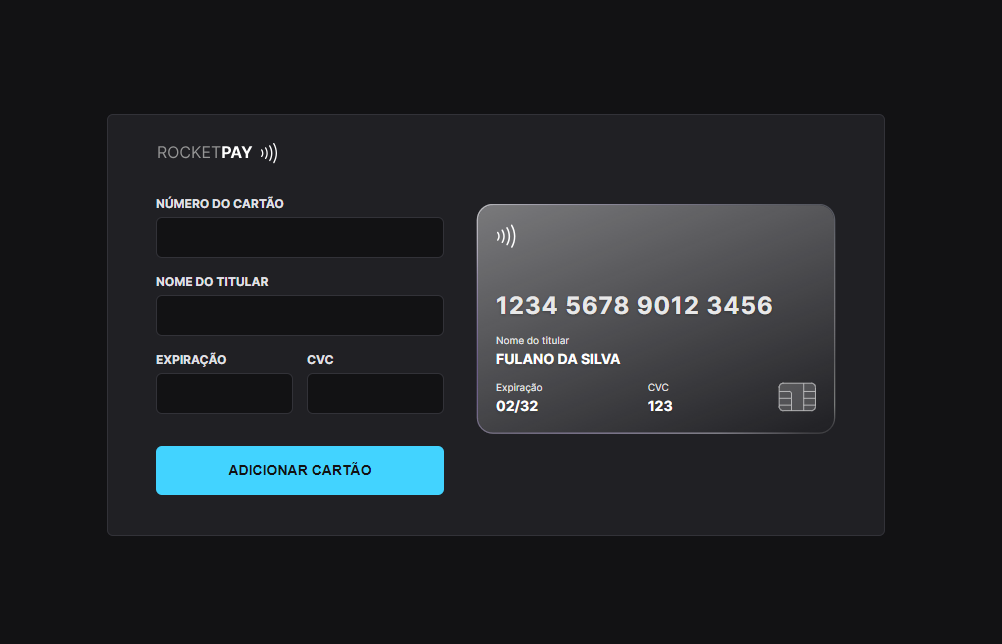 ROCKETPAY
NÚMERO DO CARTÃO
NOME DO TITULAR
EXPIRAÇÃO CVC
ADICIONAR CARTÃO
1234 5678 9012 3456
Nome do titular
FULANO DA SILVA
Expiração CVC
02/32 123